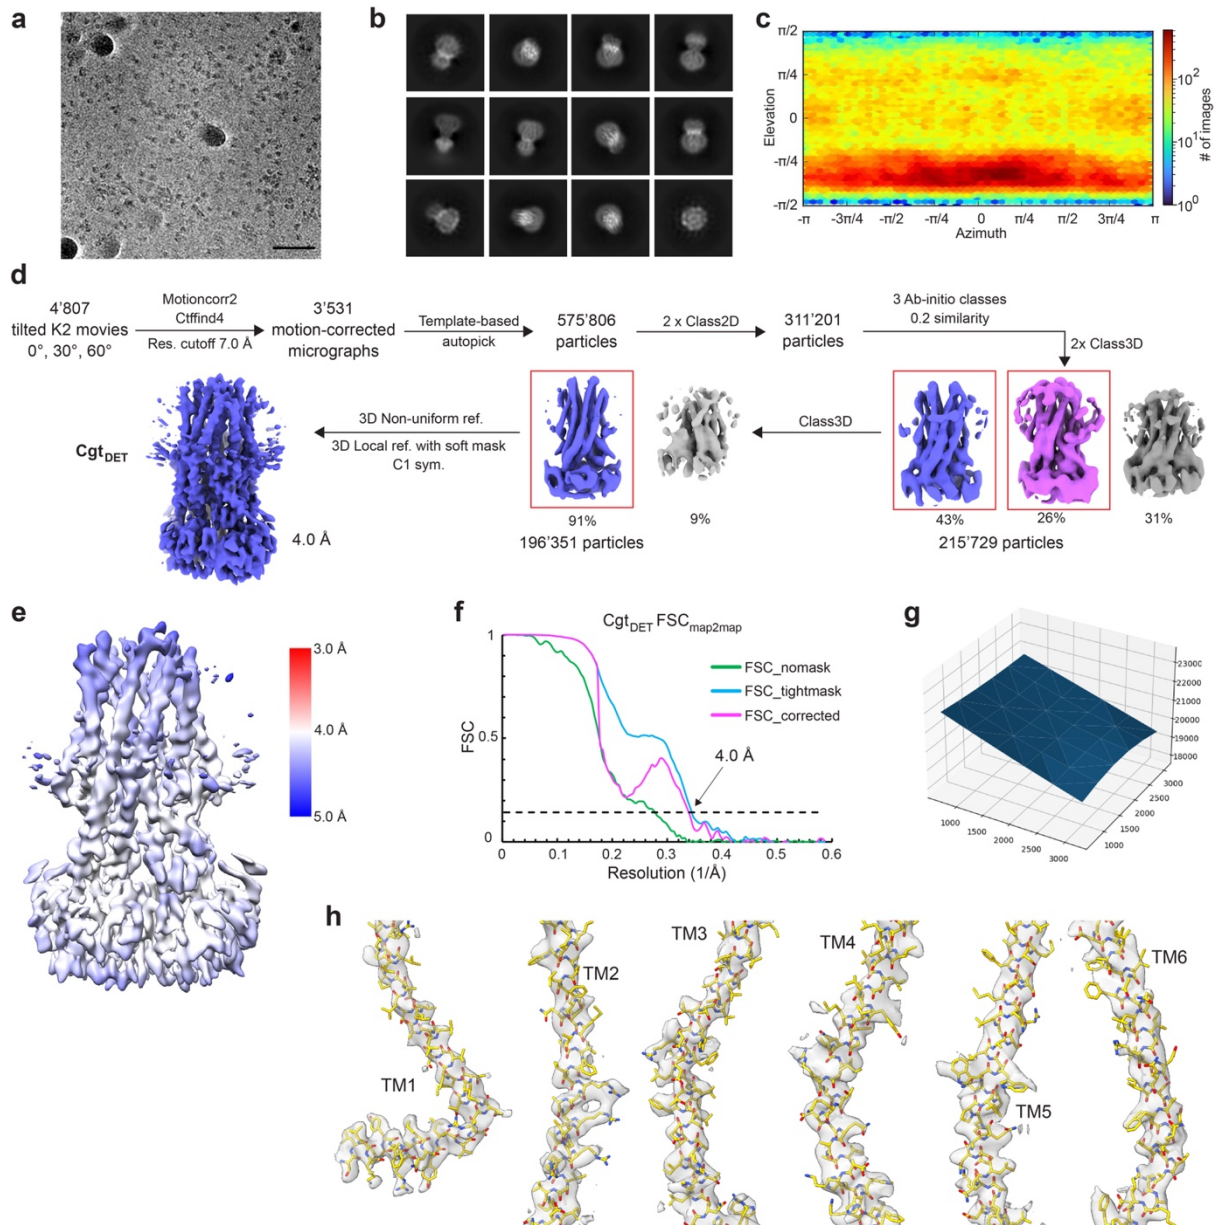 a
b
c
π/2
π/4
0
-π/4
-π/2
Elevation
-π
-3π/4
-π/2
-π/4
0
π/4
π/2
3π/4
π
Azimuth
10²
10¹
10⁰
# of images
d
4'807
tilted K2 movies
0°, 30°, 60°
Motioncorr2
Ctffind4
Res. cutoff 7.0 Å
3'531
motion-corrected
micrographs
Template-based
autopick
575'806
particles
2 x Class2D
311'201
particles
3 Ab-initio classes
0.2 similarity
2x Class3D
Cgt_DET
4.0 Å
3D Non-uniform ref.
3D Local ref. with soft mask
C1 sym.
91%
9%
196'351 particles
Class3D
43%
26%
31%
215'729 particles
e
3.0 Å
4.0 Å
5.0 Å
f
Cgt_DET FSC_map2map
FSC_nomask
FSC_tightmask
FSC_corrected
4.0 Å
1
0.5
0
FSC
0
0.1
0.2
0.3
0.4
0.5
0.6
Resolution (1/Å)
g
23000
22000
21000
20000
19000
18000
1000
1500
2000
2500
3000
3000
2500
2000
1500
1000
h
TM1
TM2
TM3
TM4
TM5
TM6